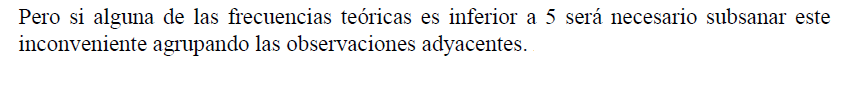 Pero si alguna de las frecuencias teóricas es inferior a 5 será necesario subsanar este
inconveniente agrupando las observaciones adyacentes.